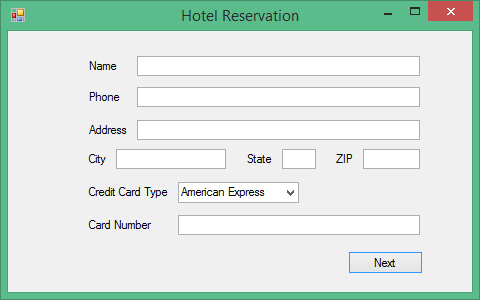 Hotel Reservation
Name
Phone
Address
City State ZIP
Credit Card Type American Express
Card Number
Next